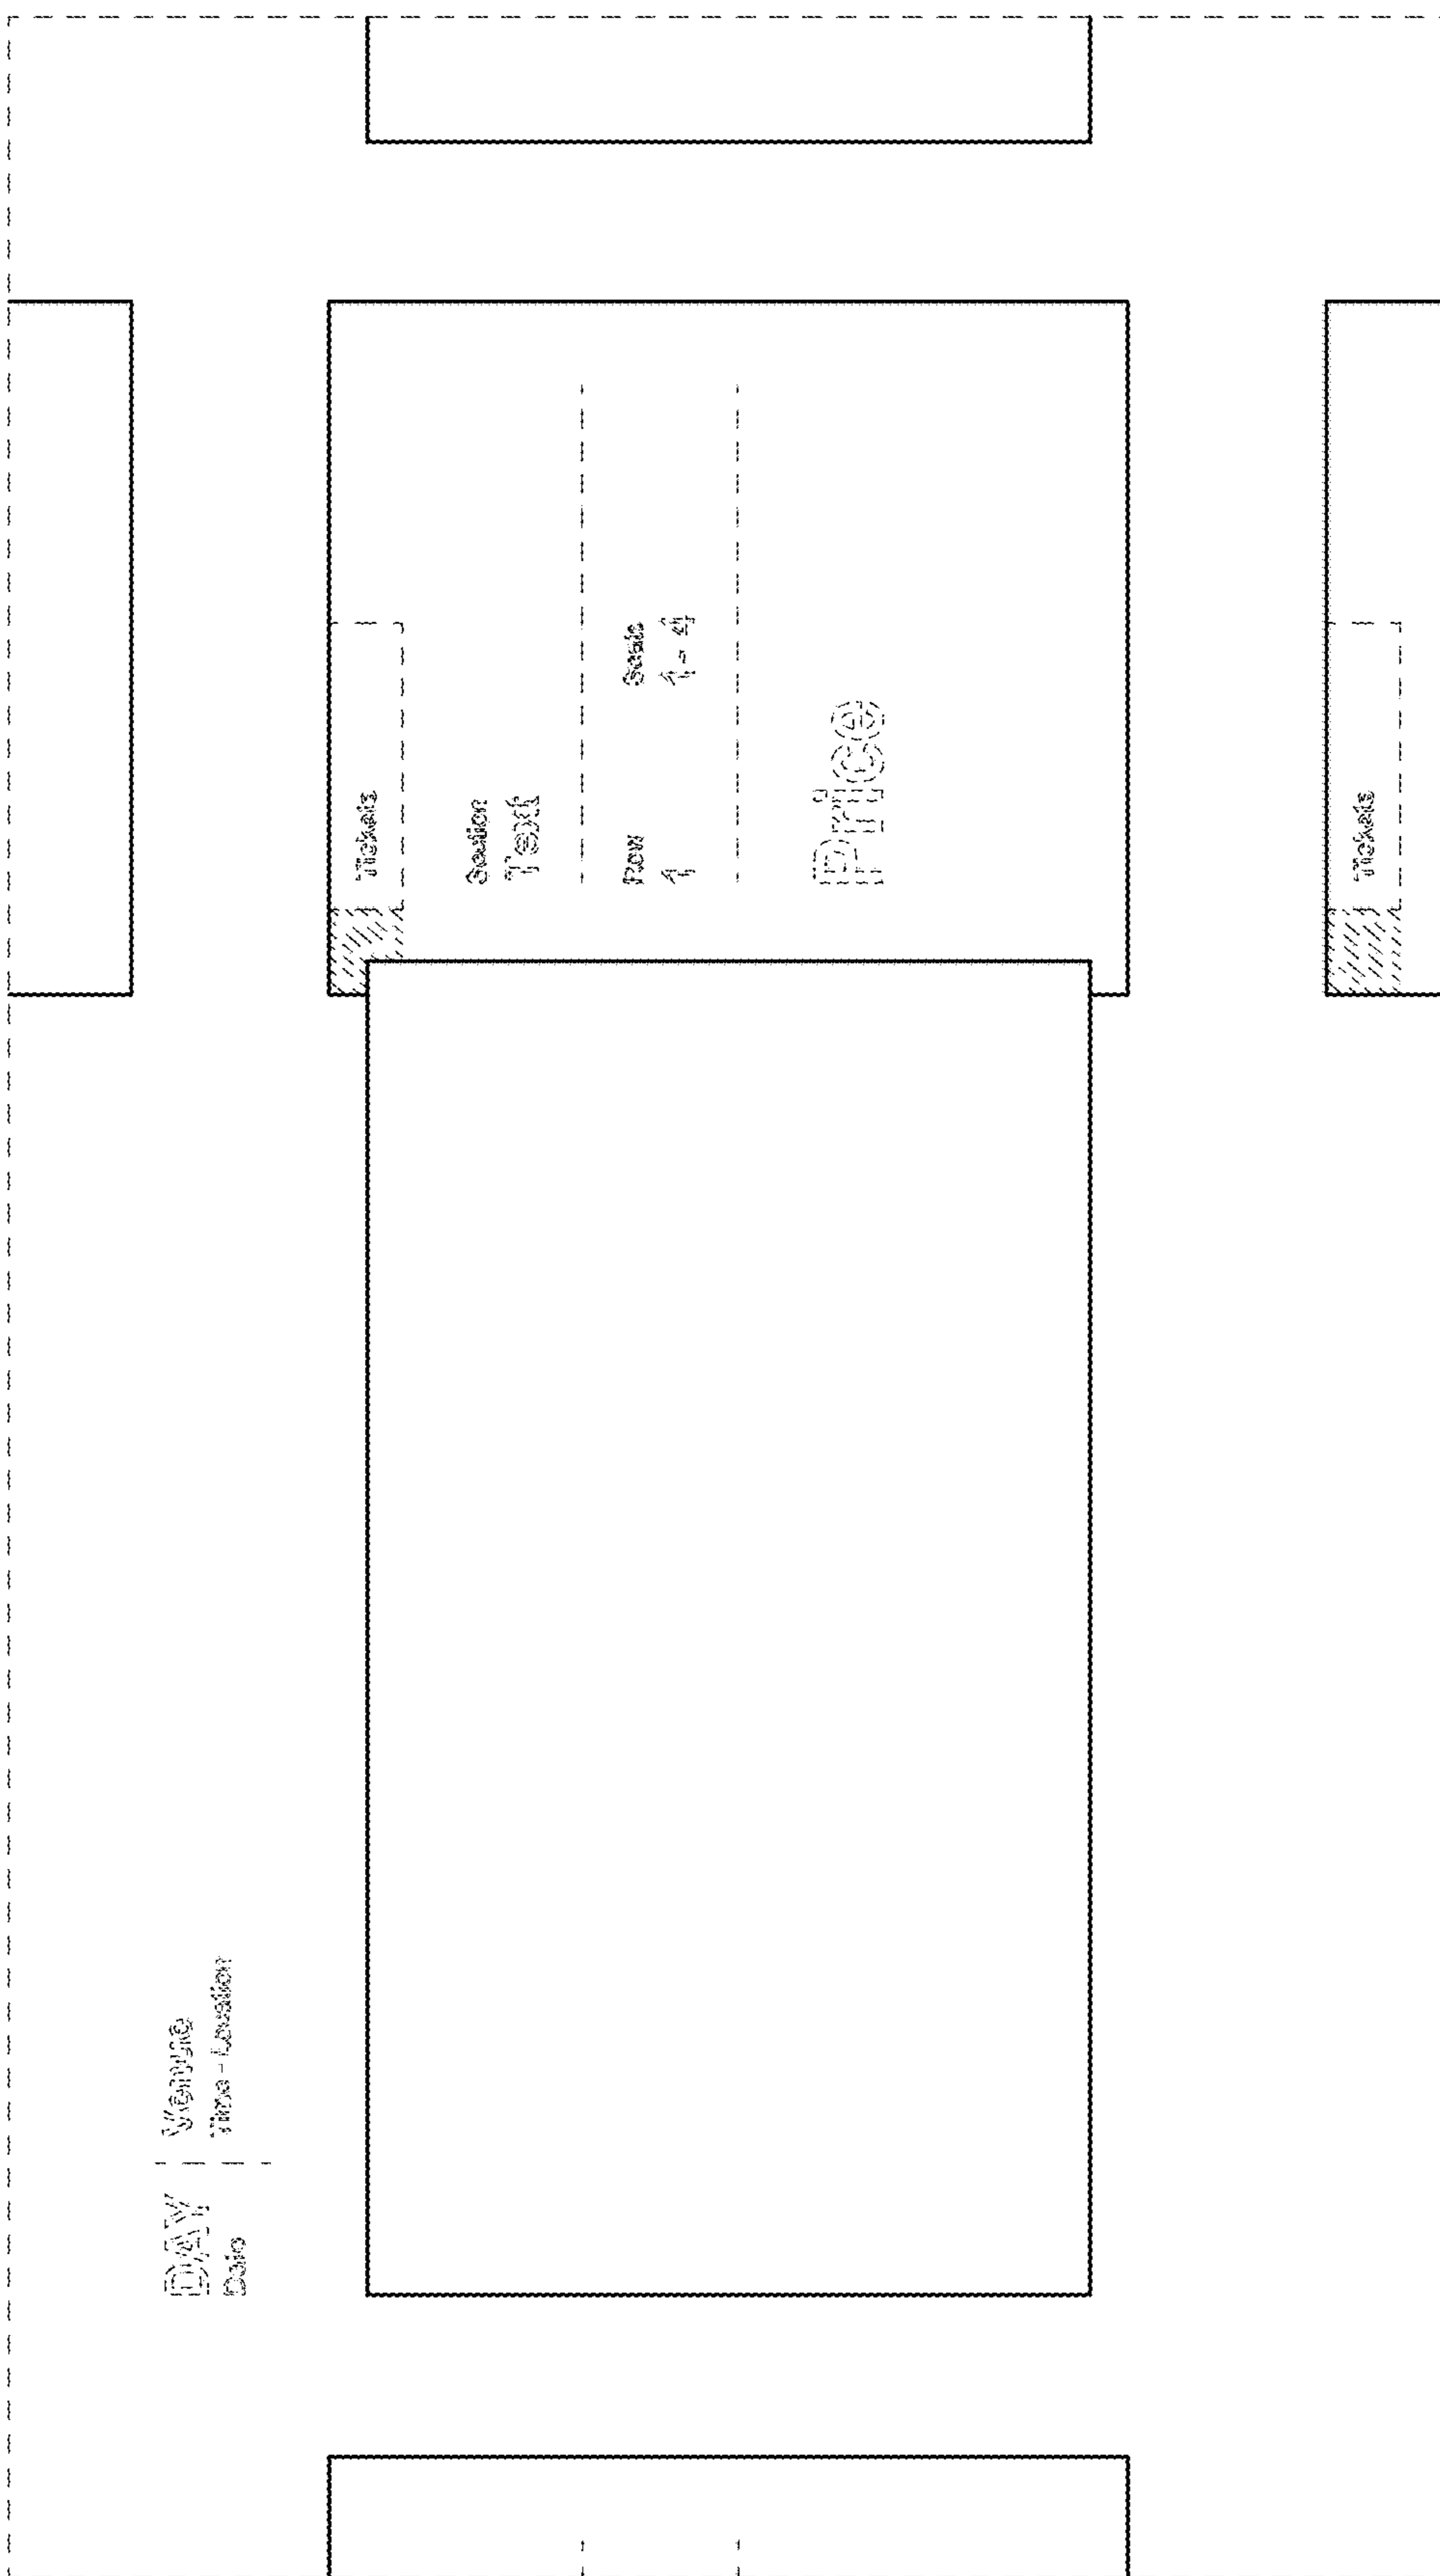 DAY
Date
Venue
Time - Location
Tickets
Section
Text
Row
1
Seats
1 - 4
Price
Tickets